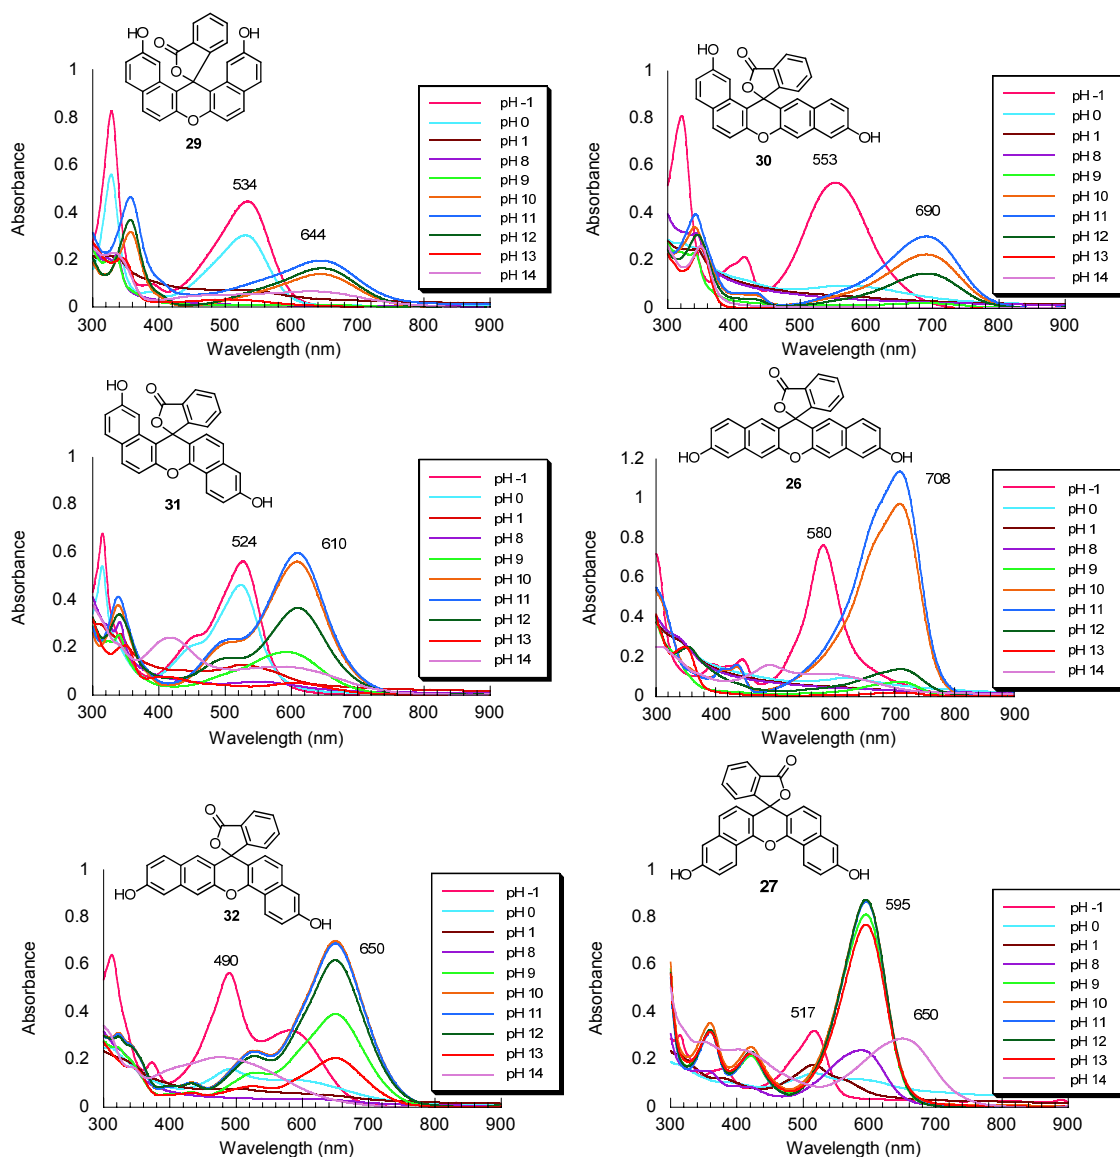 HO
O
O
HO
O
29
Absorbance
1
0.8
0.6
0.4
0.2
0
534
644
300 400 500 600 700 800 900
Wavelength (nm)
pH -1
pH 0
pH 1
pH 8
pH 9
pH 10
pH 11
pH 12
pH 13
pH 14
HO
O
O
O
OH
30
Absorbance
1
0.8
0.6
0.4
0.2
0
553
690
300 400 500 600 700 800 900
Wavelength (nm)
pH -1
pH 0
pH 1
pH 8
pH 9
pH 10
pH 11
pH 12
pH 13
pH 14
HO
O
O
O
OH
31
Absorbance
1
0.8
0.6
0.4
0.2
0
524
610
300 400 500 600 700 800 900
Wavelength (nm)
pH -1
pH 0
pH 1
pH 8
pH 9
pH 10
pH 11
pH 12
pH 13
pH 14
O
O
HO
O
OH
26
Absorbance
1.2
1
0.8
0.6
0.4
0.2
0
580
708
300 400 500 600 700 800 900
Wavelength (nm)
pH -1
pH 0
pH 1
pH 8
pH 9
pH 10
pH 11
pH 12
pH 13
pH 14
O
O
HO
O
OH
32
Absorbance
1
0.8
0.6
0.4
0.2
0
490
650
300 400 500 600 700 800 900
Wavelength (nm)
pH -1
pH 0
pH 1
pH 8
pH 9
pH 10
pH 11
pH 12
pH 13
pH 14
O
O
HO
O
OH
27
Absorbance
1
0.8
0.6
0.4
0.2
0
517
595
650
300 400 500 600 700 800 900
Wavelength (nm)
pH -1
pH 0
pH 1
pH 8
pH 9
pH 10
pH 11
pH 12
pH 13
pH 14